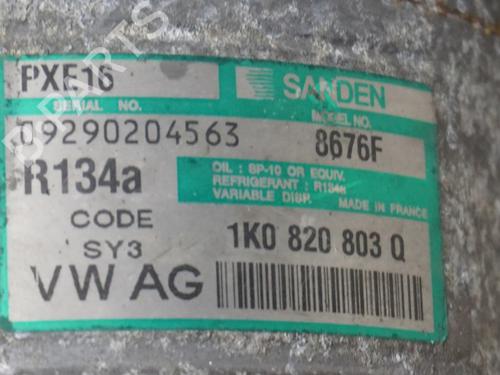 PXE16
SANDEN
SERIAL NO.
MODEL NO.
09290204563
8676F
R134a
OIL : SP-10 OR EQUIV.
REFRIGERANT : R134a
VARIABLE DISP.
MADE IN FRANCE
CODE
SY3
1K0 820 803 Q
VW AG